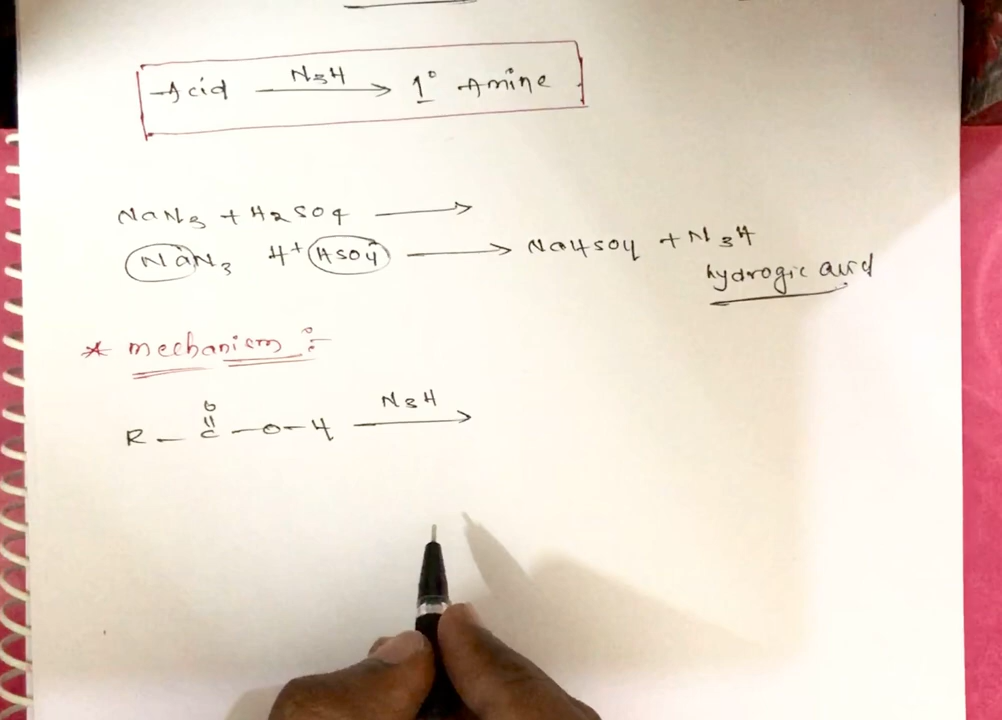 Acid N3H → 1° Amine
NaN3 + H2SO4 →
NaN3 H+ HSO4- → NaHSO4 + N3H
hydrogic acid
* mechanism :-
O
R - C - O - H N3H →